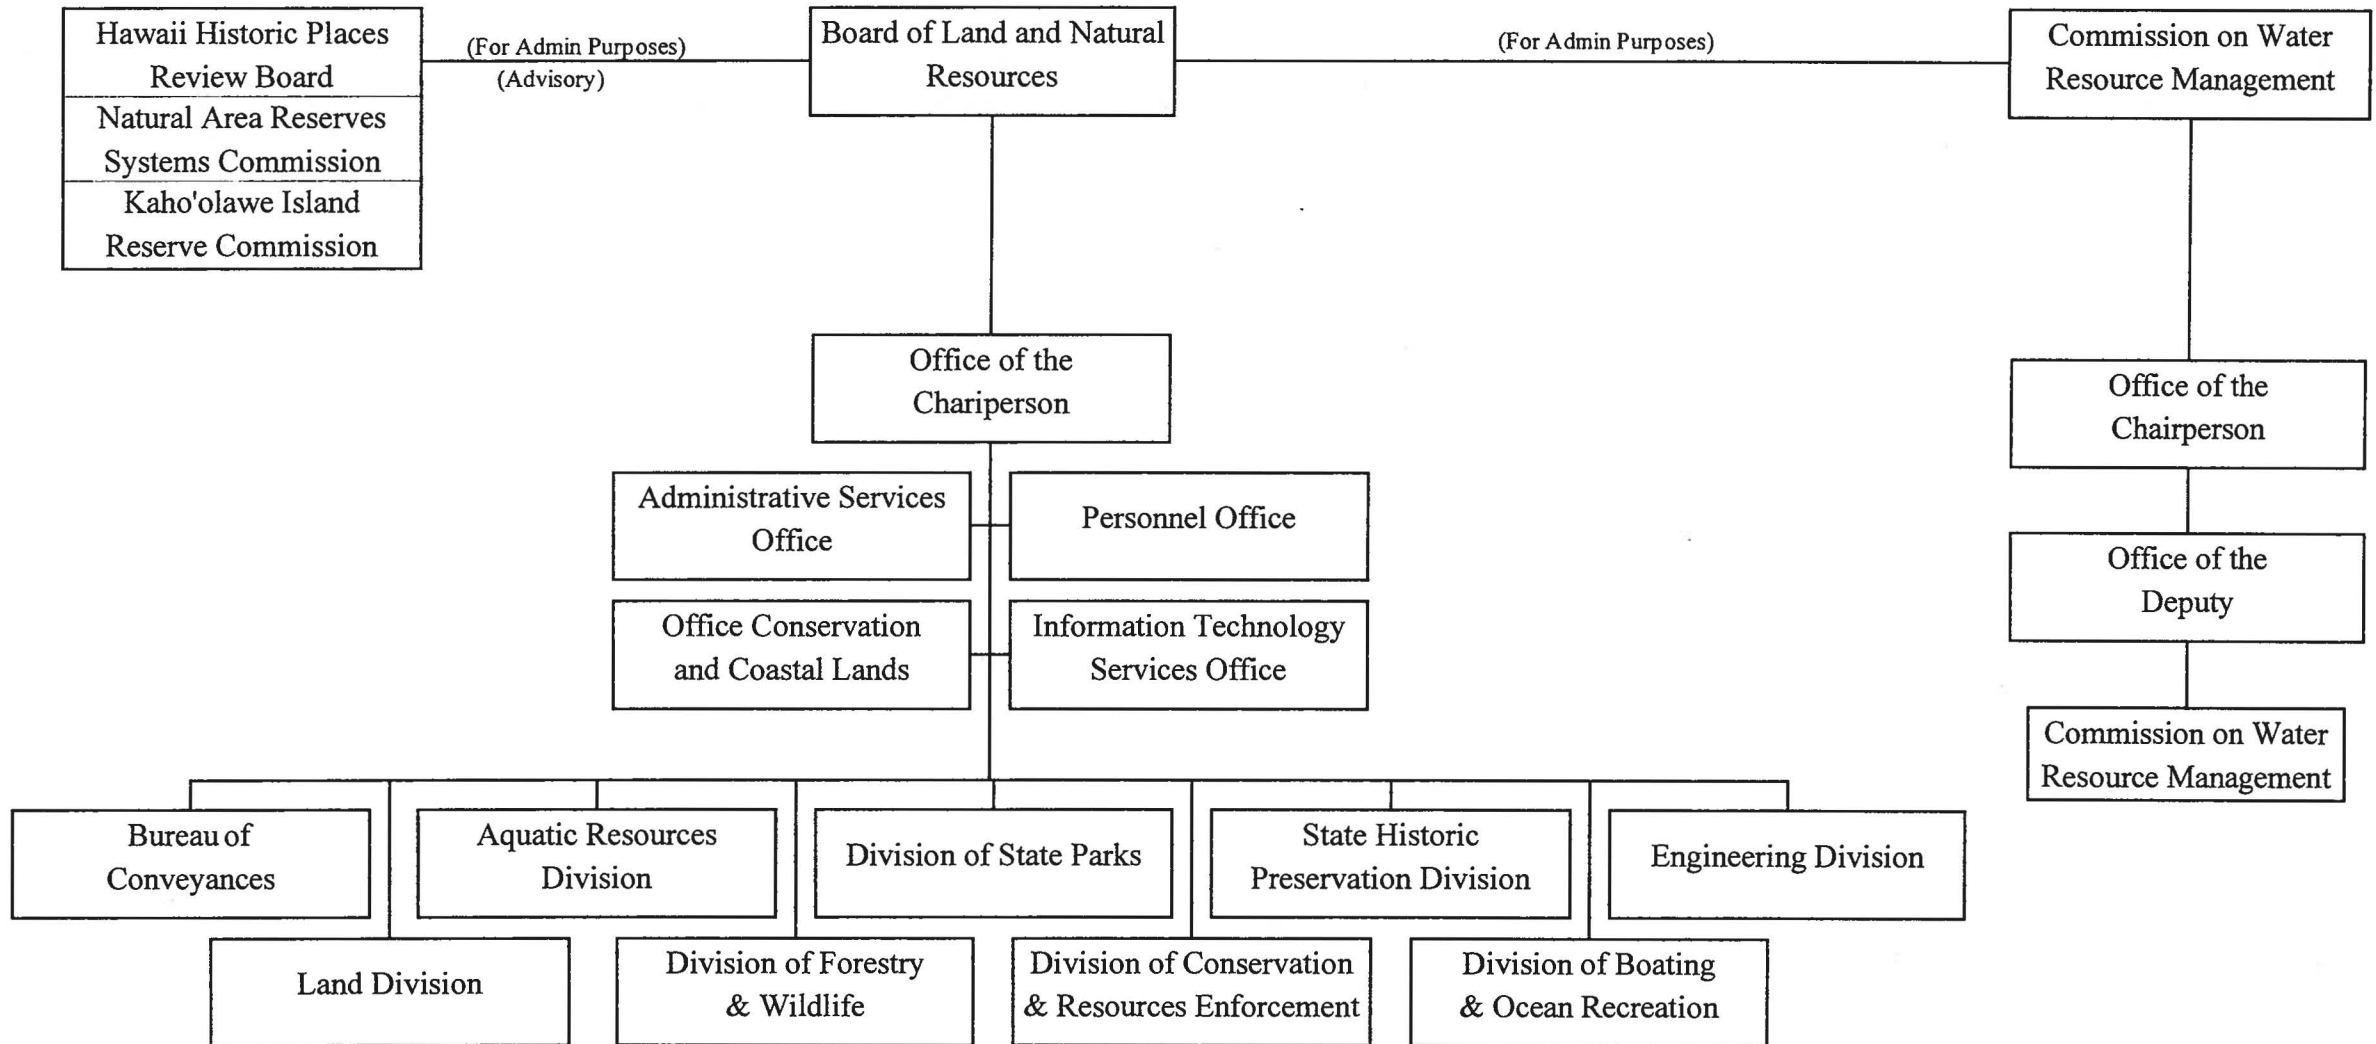 Hawaii Historic Places
Review Board
Natural Area Reserves
Systems Commission
Kaho'olawe Island
Reserve Commission
(For Admin Purposes)
(Advisory)
Board of Land and Natural
Resources
(For Admin Purposes)
Commission on Water
Resource Management
Office of the
Chariperson
Office of the
Chairperson
Administrative Services
Office
Personnel Office
Office of the
Deputy
Office Conservation
and Coastal Lands
Information Technology
Services Office
Commission on Water
Resource Management
Bureau of
Conveyances
Aquatic Resources
Division
Division of State Parks
State Historic
Preservation Division
Engineering Division
Land Division
Division of Forestry
& Wildlife
Division of Conservation
& Resources Enforcement
Division of Boating
& Ocean Recreation